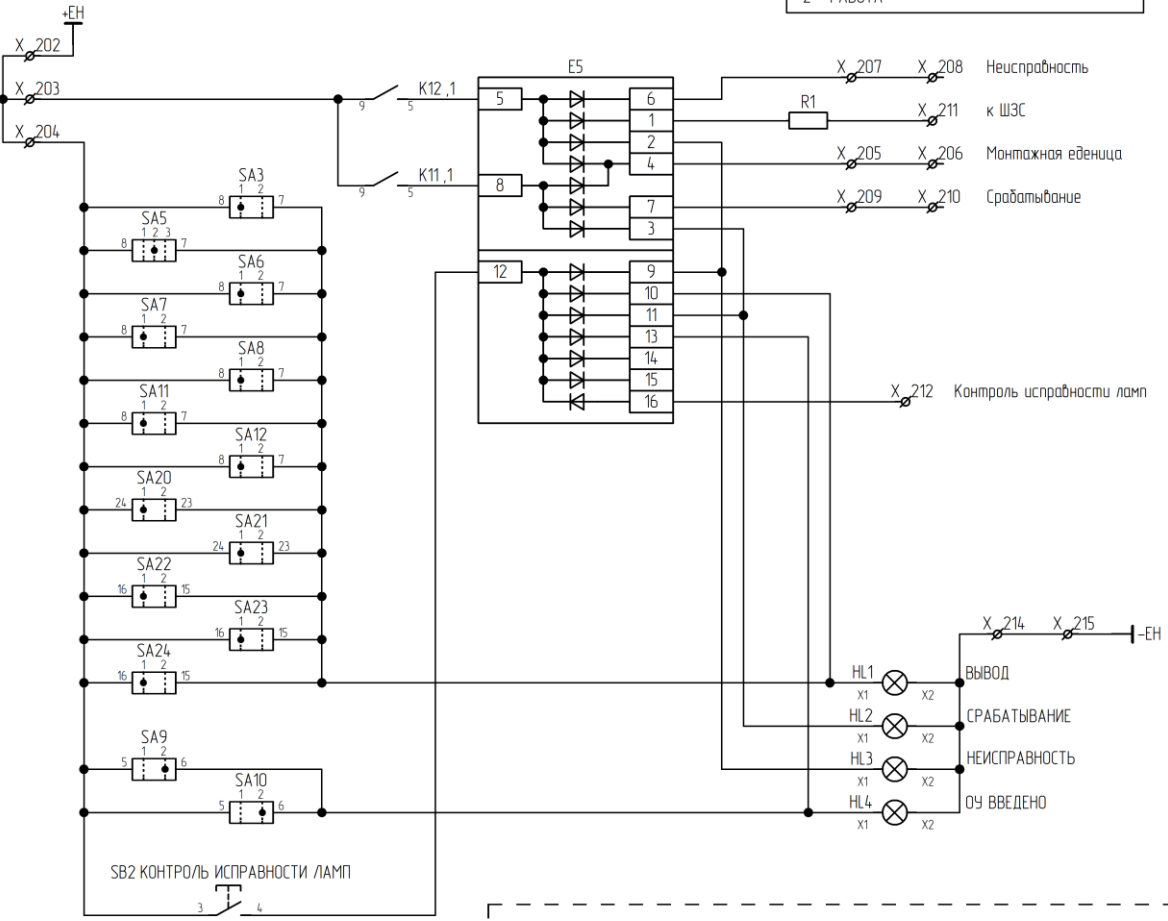 2 - РАБОТА
+ЕН
X 202
X 203
X 204
K12,1
9 5
K11,1
9 5
E5
5
8
12
6
1
2
4
7
3
9
10
11
13
14
15
16
X 207 X 208 Неисправность
R1 X 211 к ШЗС
X 205 X 206 Монтажная еденица
X 209 X 210 Срабатывание
X 212 Контроль исправности ламп
SA3
1 2
8 7
SA5
1 2 3
8 7
SA6
1 2
8 7
SA7
1 2
8 7
SA8
1 2
8 7
SA11
1 2
8 7
SA12
1 2
8 7
SA20
1 2
24 23
SA21
1 2
24 23
SA22
1 2
16 15
SA23
1 2
16 15
SA24
1 2
16 15
SA9
1 2
5 6
SA10
1 2
5 6
SB2 КОНТРОЛЬ ИСПРАВНОСТИ ЛАМП
3 4
X 214 X 215 -ЕН
HL1 ВЫВОД
X1 X2
HL2 СРАБАТЫВАНИЕ
X1 X2
HL3 НЕИСПРАВНОСТЬ
X1 X2
HL4 ОУ ВВЕДЕНО
X1 X2